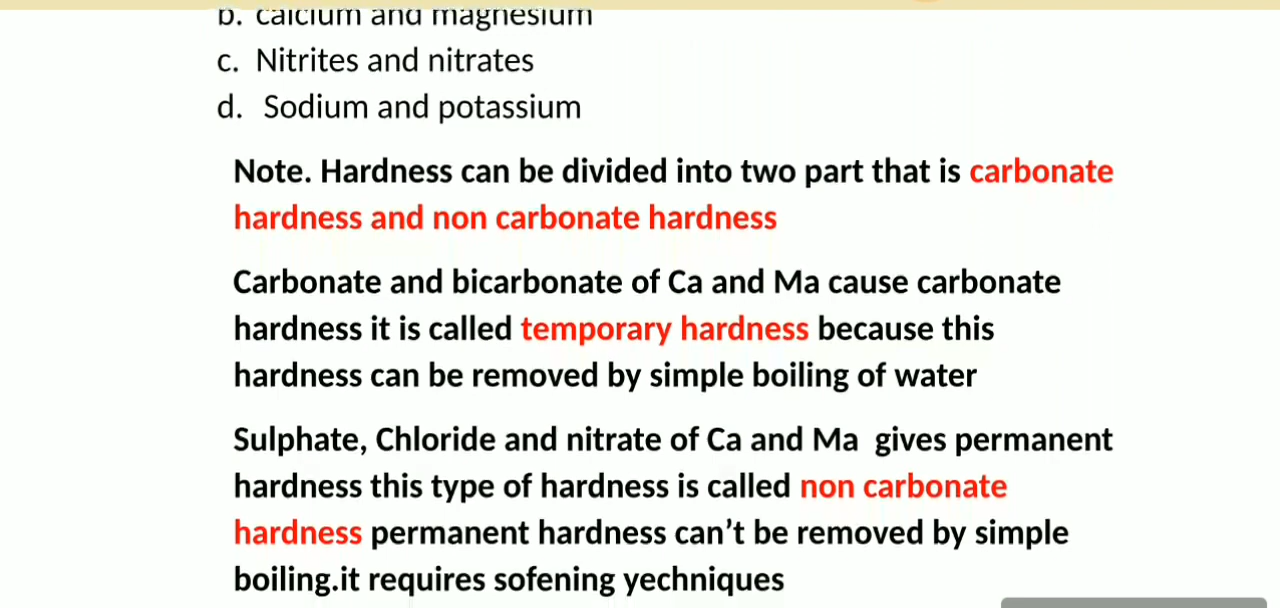 b. calcium and magnesium
c. Nitrites and nitrates
d. Sodium and potassium
Note. Hardness can be divided into two part that is carbonate
hardness and non carbonate hardness
Carbonate and bicarbonate of Ca and Ma cause carbonate
hardness it is called temporary hardness because this
hardness can be removed by simple boiling of water
Sulphate, Chloride and nitrate of Ca and Ma gives permanent
hardness this type of hardness is called non carbonate
hardness permanent hardness can’t be removed by simple
boiling.it requires sofening yechniques